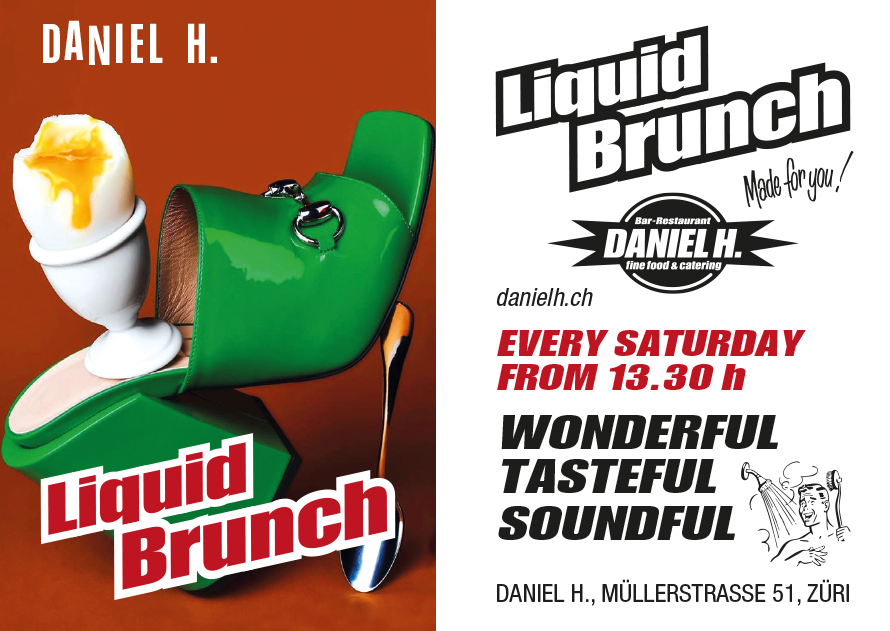 DANIEL H.
Liquid
Brunch
Liquid
Brunch
Made for you!
Bar-Restaurant
DANIEL H.
fine food & catering
danielh.ch
EVERY SATURDAY
FROM 13.30 h
WONDERFUL
TASTEFUL
SOUNDFUL
DANIEL H., MÜLLERSTRASSE 51, ZÜRI